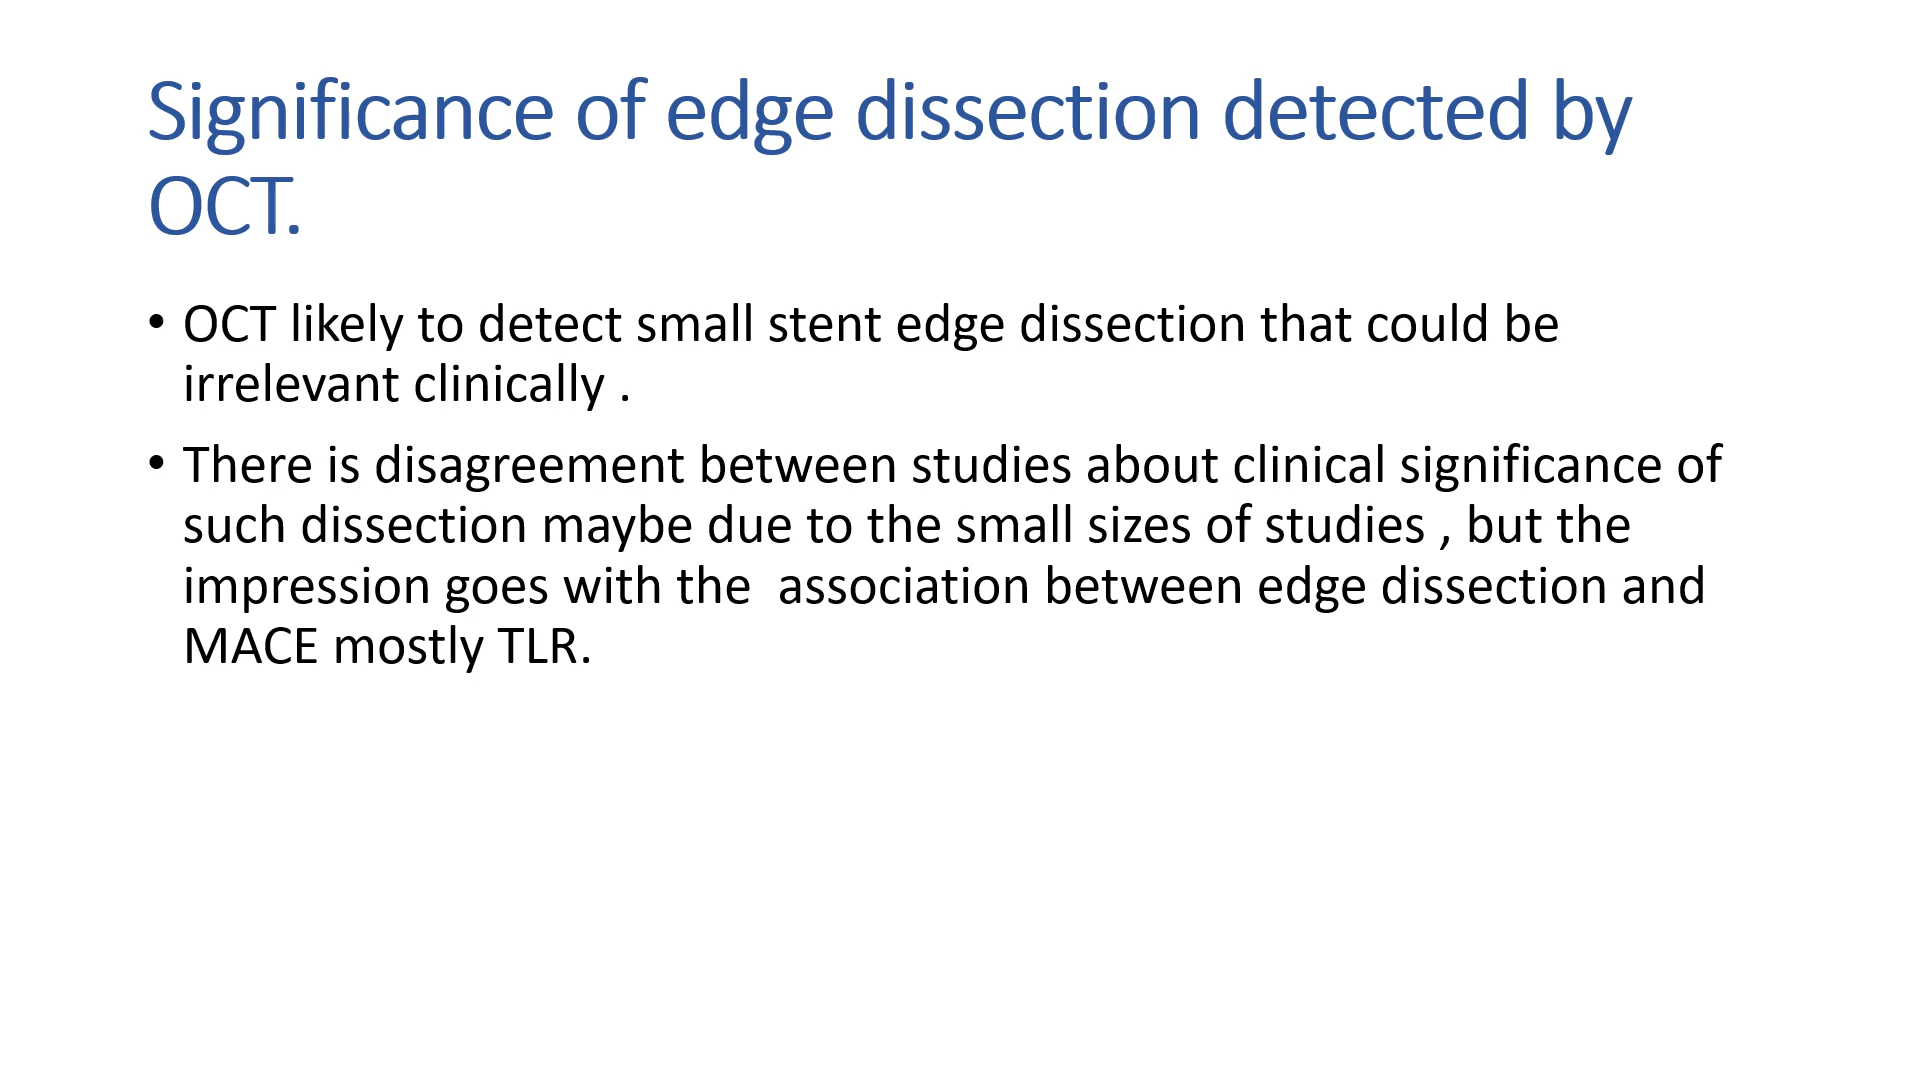 Significance of edge dissection detected by
OCT.
• OCT likely to detect small stent edge dissection that could be
irrelevant clinically .
• There is disagreement between studies about clinical significance of
such dissection maybe due to the small sizes of studies , but the
impression goes with the  association between edge dissection and
MACE mostly TLR.